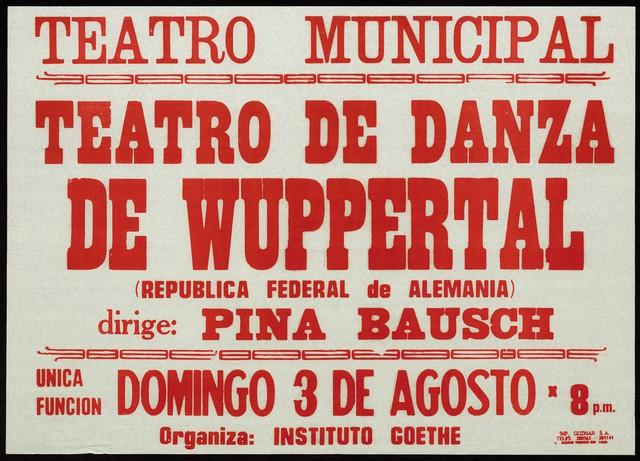 TEATRO MUNICIPAL
TEATRO DE DANZA
DE WUPPERTAL
(REPUBLICA FEDERAL de ALEMANIA)
dirige: PINA BAUSCH
UNICA
FUNCION
DOMINGO 3 DE AGOSTO * 8 p.m.
Organiza: INSTITUTO GOETHE
IMP. GUZMAR S.A.